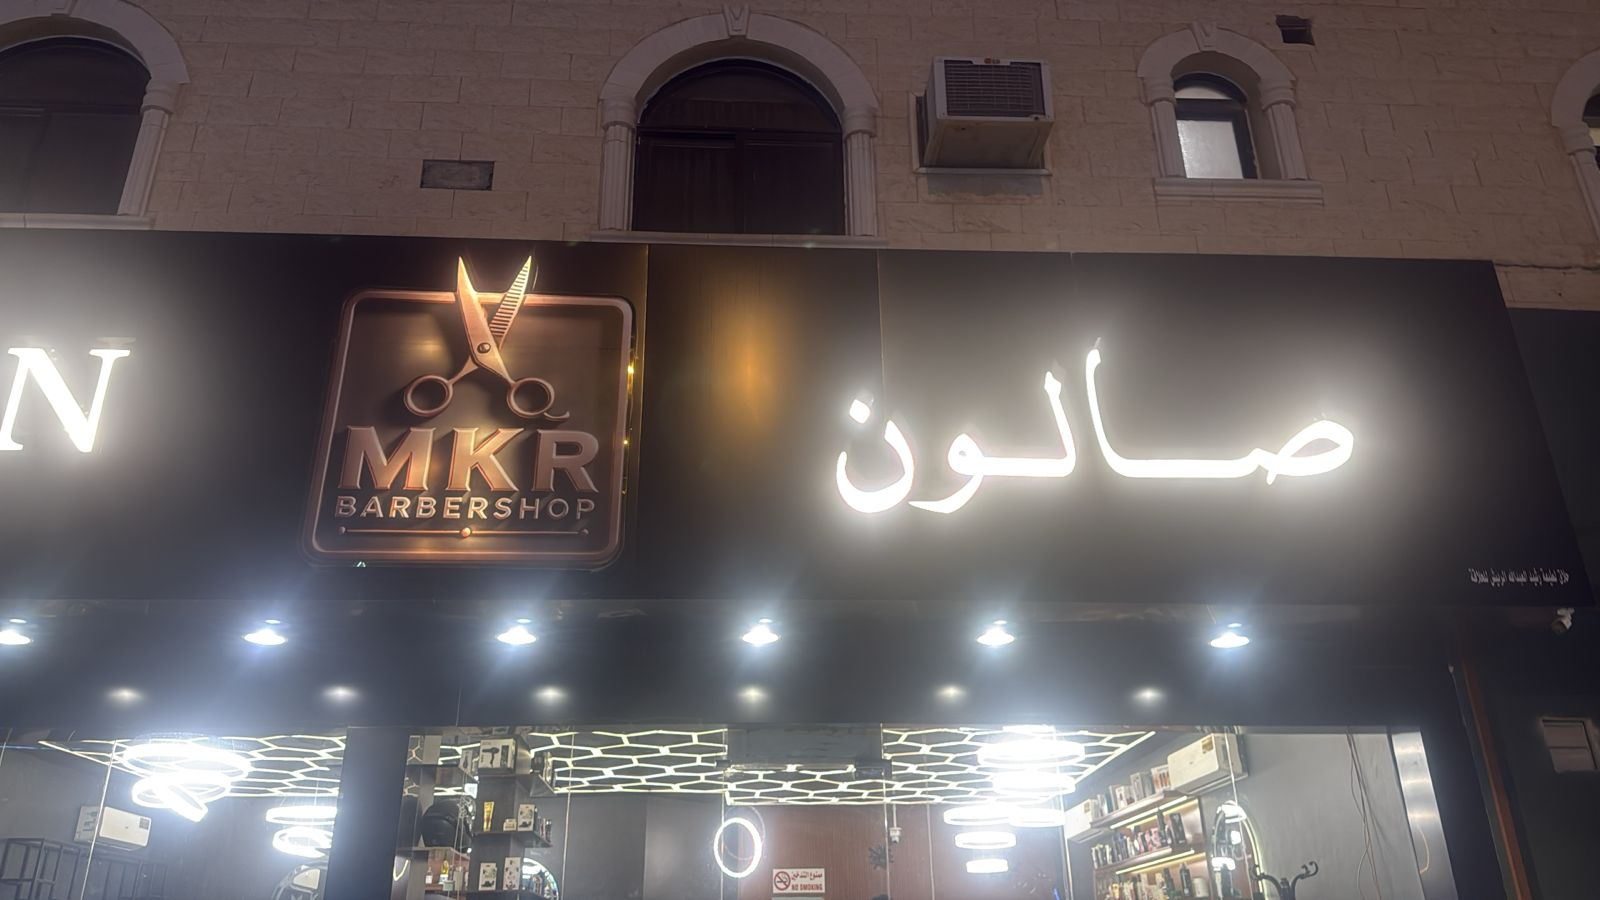 N
MKR
BARBERSHOP
صالون
ممنوع التدخين
NO SMOKING